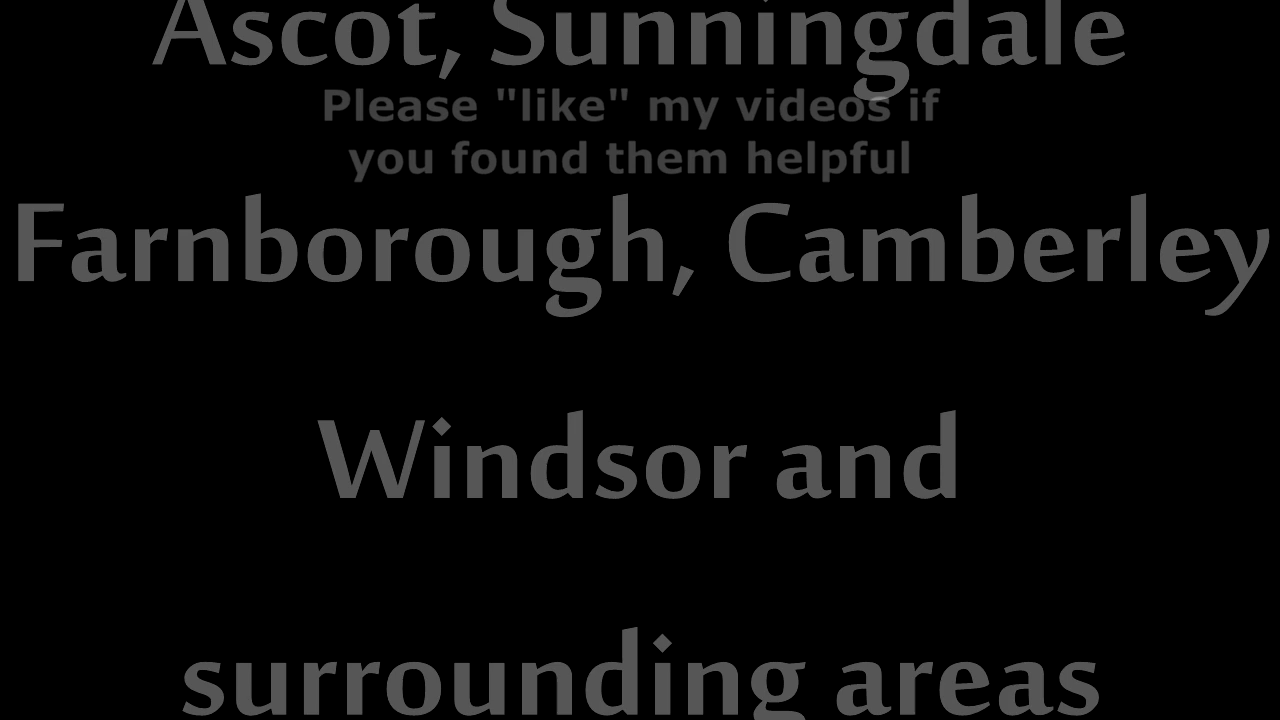 Ascot, Sunningdale
Please "like" my videos if
you found them helpful
Farnborough, Camberley
Windsor and
surrounding areas